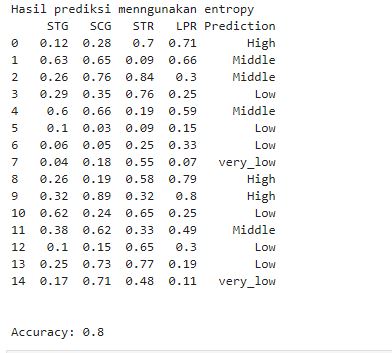 Hasil prediksi menngunakan entropy
STG SCG STR LPR Prediction
0 0.12 0.28 0.7 0.71 High
1 0.63 0.65 0.09 0.66 Middle
2 0.26 0.76 0.84 0.3 Middle
3 0.29 0.35 0.76 0.25 Low
4 0.6 0.66 0.19 0.59 Middle
5 0.1 0.03 0.09 0.15 Low
6 0.06 0.05 0.25 0.33 Low
7 0.04 0.18 0.55 0.07 very_low
8 0.26 0.19 0.58 0.79 High
9 0.32 0.89 0.32 0.8 High
10 0.62 0.24 0.65 0.25 Low
11 0.38 0.62 0.33 0.49 Middle
12 0.1 0.15 0.65 0.3 Low
13 0.25 0.73 0.77 0.19 Low
14 0.17 0.71 0.48 0.11 very_low
Accuracy: 0.8